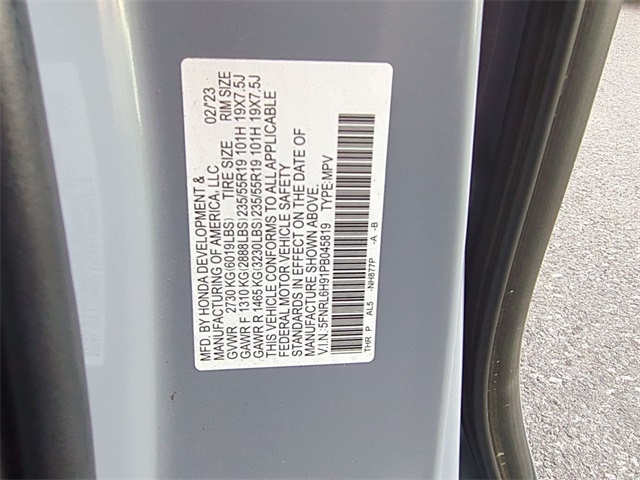 MFD. BY HONDA DEVELOPMENT & 02/'23
MANUFACTURING OF AMERICA, LLC
GVWR 2730 KG(6019LBS) TIRE SIZE RIM SIZE
GAWR F 1310 KG(2888LBS) 235/55R19 101H 19X7.5J
GAWR R 1465 KG(3230LBS) 235/55R19 101H 19X7.5J
THIS VEHICLE CONFORMS TO ALL APPLICABLE
FEDERAL MOTOR VEHICLE SAFETY
STANDARDS IN EFFECT ON THE DATE OF
MANUFACTURE SHOWN ABOVE.
V.I.N:5FNRL6H91PB045819 TYPE:MPV
THR P AL5 -NH877P -A -B